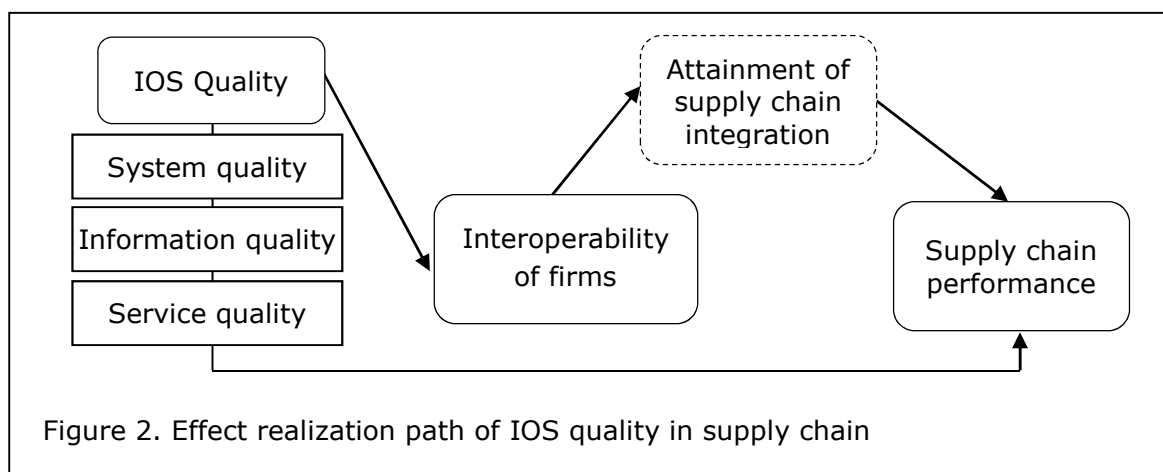 IOS Quality
System quality
Information quality
Service quality
Interoperability
of firms
Attainment of
supply chain
integration
Supply chain
performance
Figure 2. Effect realization path of IOS quality in supply chain